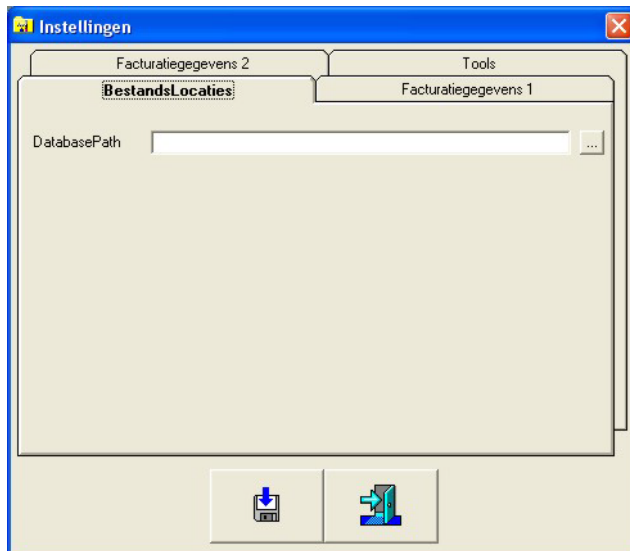 Instellingen
Facturatiegegevens 2
Tools
BestandsLocaties
Facturatiegegevens 1
DatabasePath
...